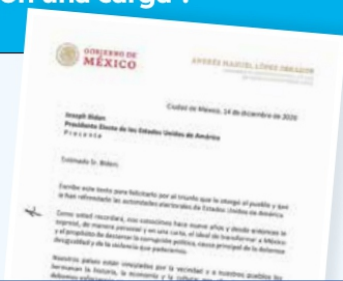 on una carga".
GOBIERNO DE
MÉXICO
ANDRÉS MANUEL LÓPEZ OBRADOR
Ciudad de México, 14 de diciembre de 2020
Joseph Biden
Presidente Electo de los Estados Unidos de América
Presente
Estimado Sr. Biden:
Escribo este texto para felicitarlo por el triunfo que le otorgó el pueblo y que
le han refrendado las autoridades electorales de Estados Unidos de América.
Como usted recordará, nos conocimos hace nueve años y desde entonces le
expresé, de manera personal y en una carta, el ideal de transformar a México
y el propósito de desterrar la corrupción política, causa principal de la dolorosa
desigualdad y de la violencia que padecemos.
Nuestros países están vinculados por la vecindad y a nuestros pueblos los
hermanan la historia, la economía y la cultura